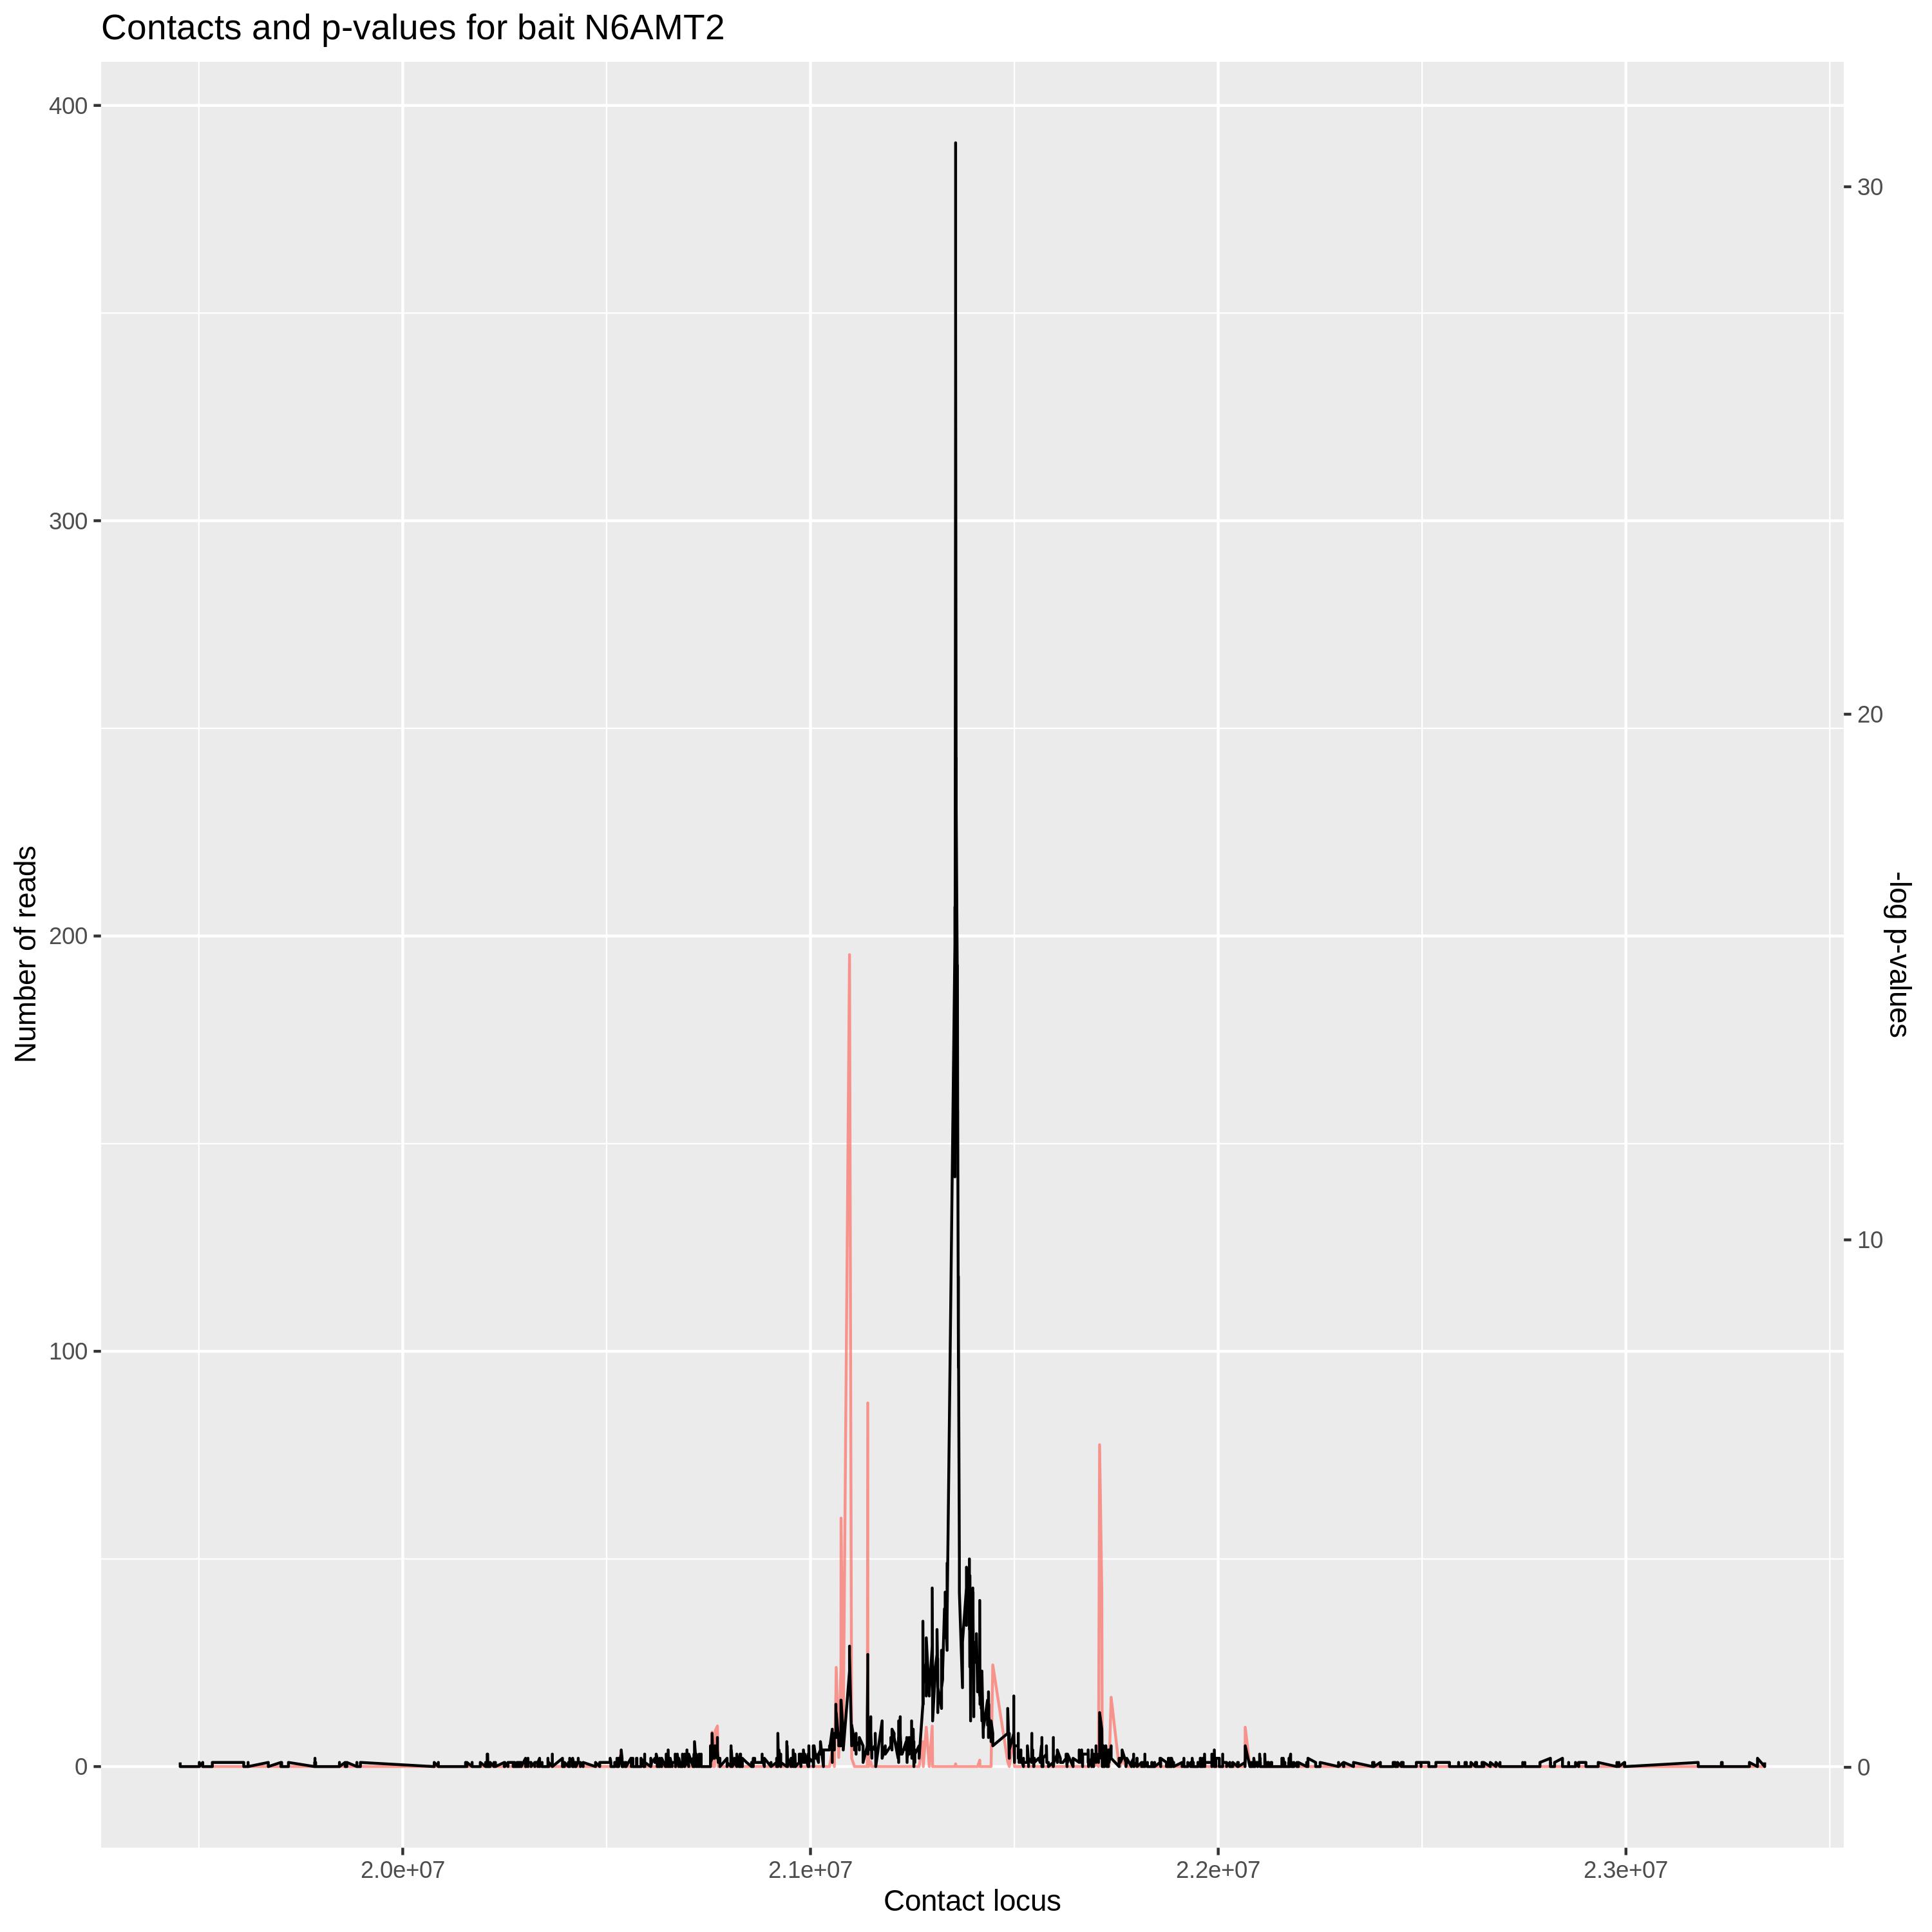 Contacts and p-values for bait N6AMT2
400
300
200
100
0
Number of reads
30
20
10
0
-log p-values
2.0e+07
2.1e+07
2.2e+07
2.3e+07
Contact locus